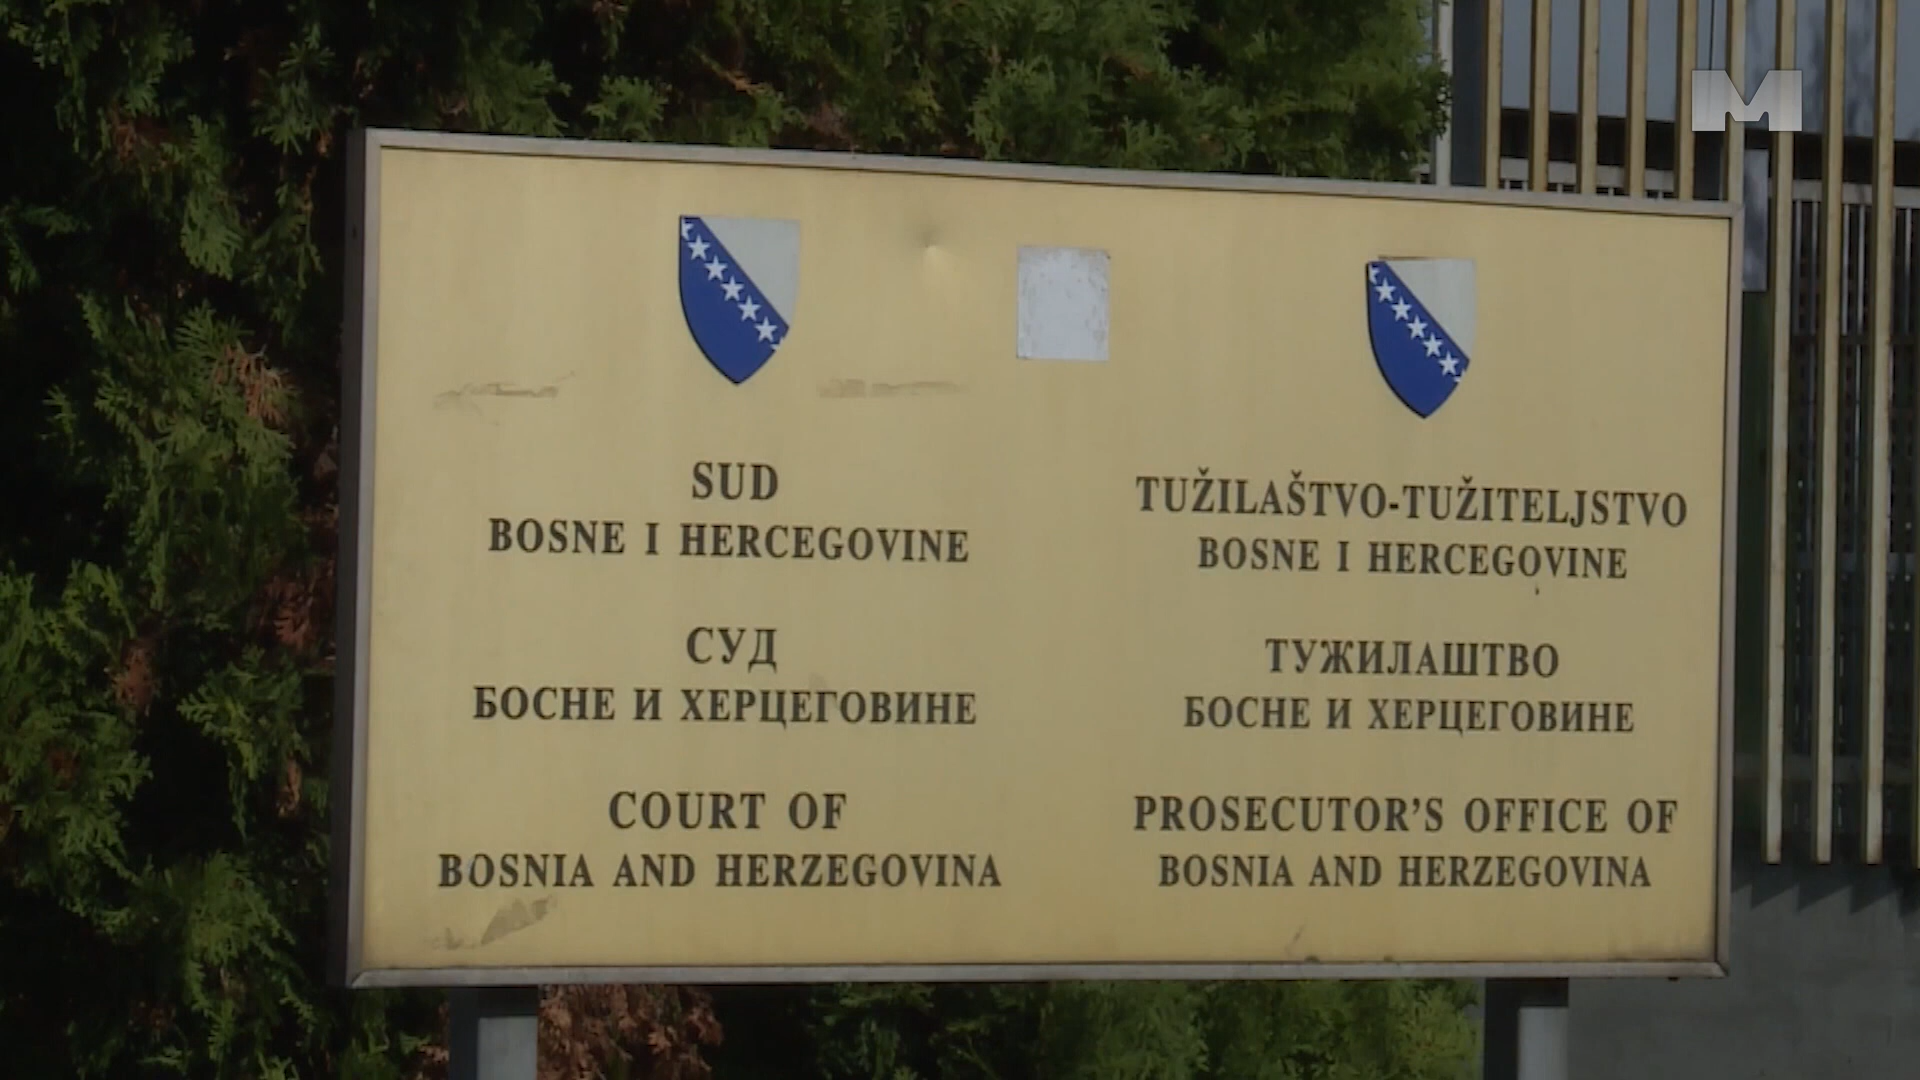 M
SUD
BOSNE I HERCEGOVINE
СУД
БОСНЕ И ХЕРЦЕГОВИНЕ
COURT OF
BOSNIA AND HERZEGOVINA
TUŽILAŠTVO-TUŽITELJSTVO
BOSNE I HERCEGOVINE
ТУЖИЛАШТВО
БОСНЕ И ХЕРЦЕГОВИНЕ
PROSECUTOR'S OFFICE OF
BOSNIA AND HERZEGOVINA